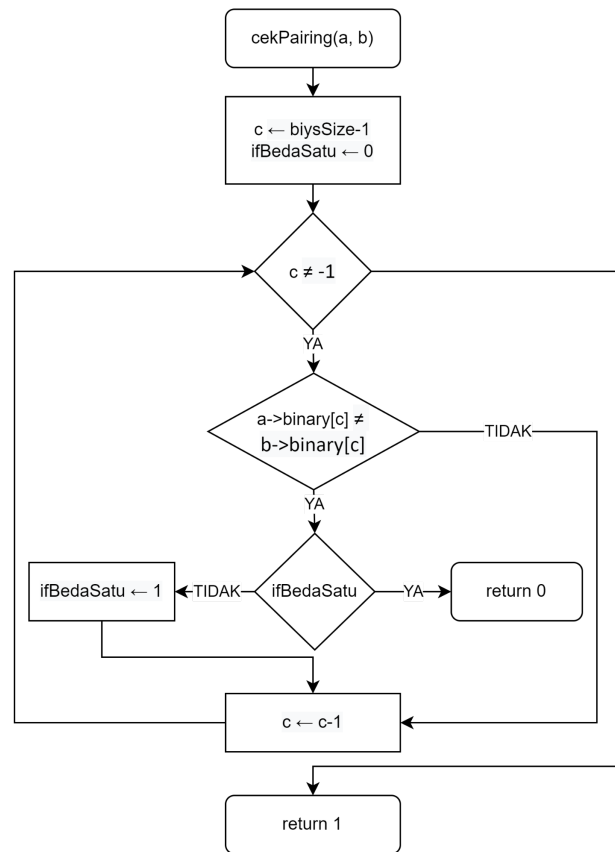 cekPairing(a, b)
c ← biysSize-1
ifBedaSatu ← 0
c ≠ -1
YA
a->binary[c] ≠
b->binary[c]
TIDAK
YA
ifBedaSatu ← 1
TIDAK
ifBedaSatu
YA
return 0
c ← c-1
return 1